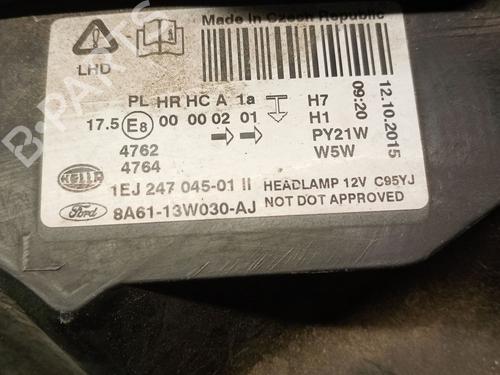 Made in Czech Republic
LHD
PL HR HC A 1a
H7
17.5 E8 00 00 02 01
H1
PY21W
W5W
09:20
12.10.2015
4762
4764
HELLA
1EJ 247 045-01 II
HEADLAMP 12V C95YJ
Ford
8A61-13W030-AJ
NOT DOT APPROVED
B-PARTS